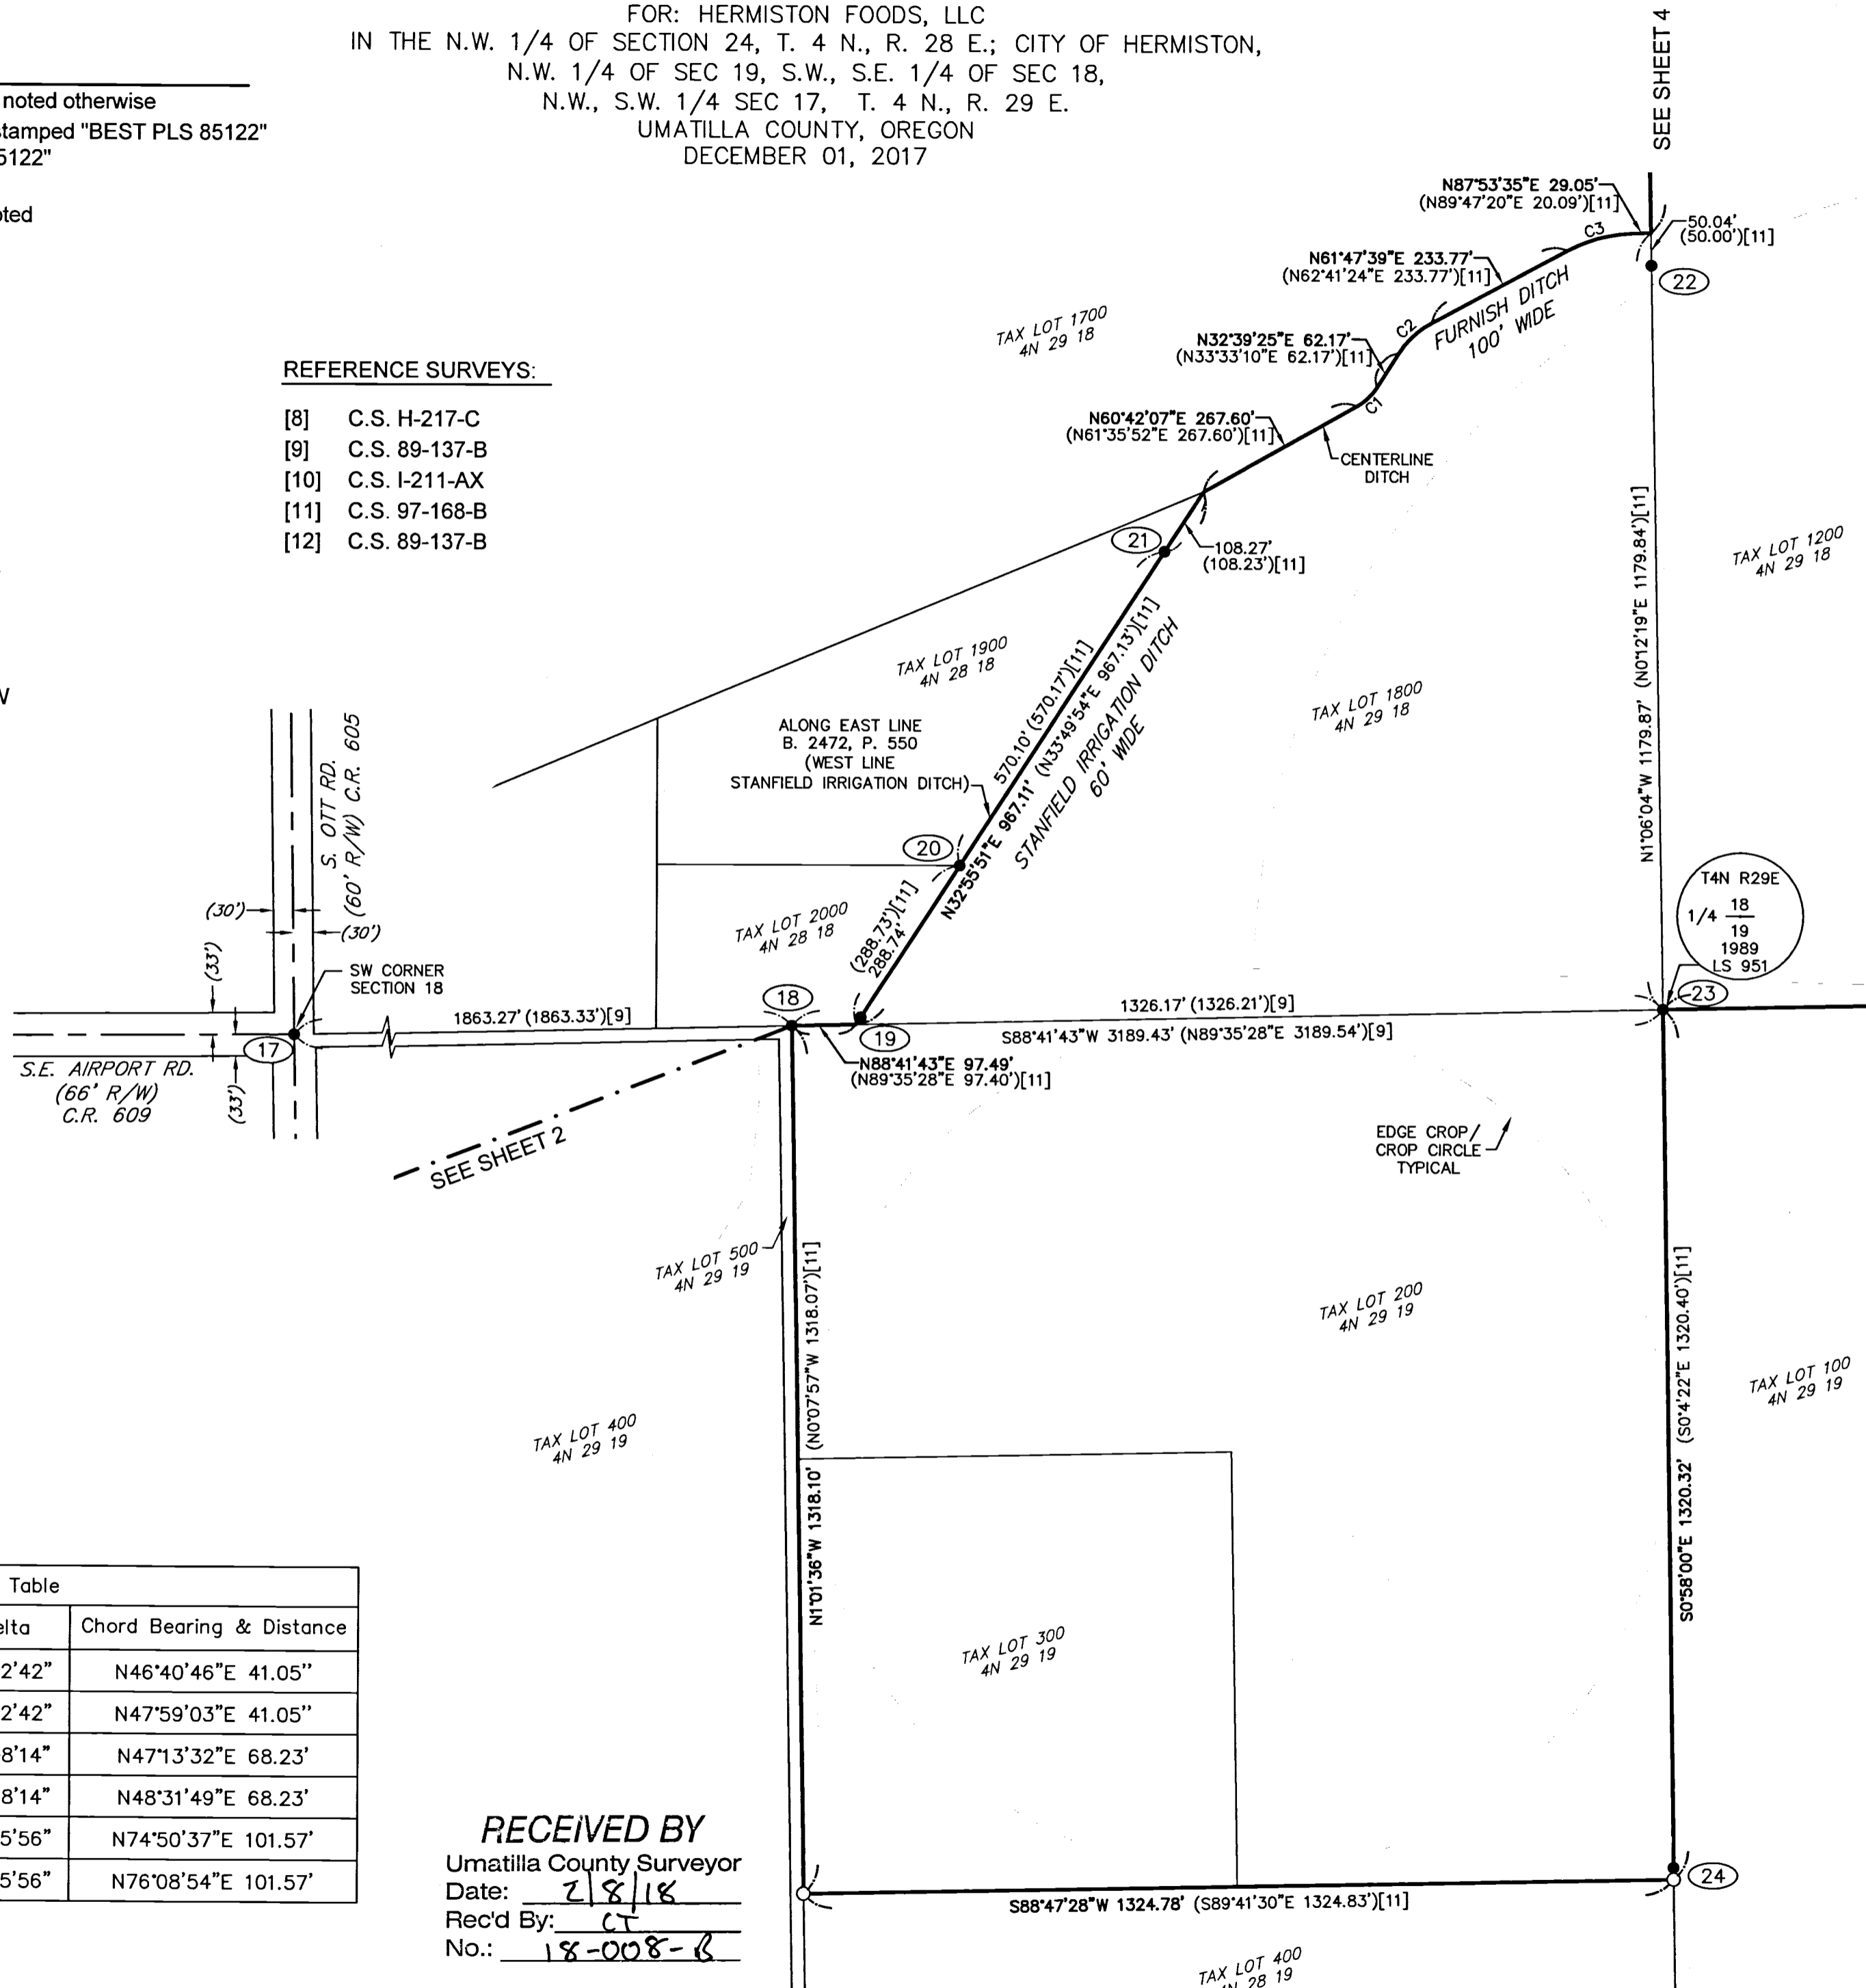 FOR: HERMISTON FOODS, LLC
IN THE N.W. 1/4 OF SECTION 24, T. 4 N., R. 28 E.; CITY OF HERMISTON,
N.W. 1/4 OF SEC 19, S.W., S.E. 1/4 OF SEC 18,
N.W., S.W. 1/4 SEC 17, T. 4 N., R. 29 E.
UMATILLA COUNTY, OREGON
DECEMBER 01, 2017
noted otherwise
tamped "BEST PLS 85122"
5122"
oted
SEE SHEET 4
N87°53'35"E 29.05'
(N89°47'20"E 20.09')[11]
C3
50.04'
(50.00')[11]
22
N61°47'39"E 233.77'
(N62°41'24"E 233.77')[11]
FURNISH DITCH
100' WIDE
C2
TAX LOT 1700
4N 29 18
N32°39'25"E 62.17'
(N33°33'10"E 62.17')[11]
C1
N60°42'07"E 267.60'
(N61°35'52"E 267.60')[11]
CENTERLINE
DITCH
REFERENCE SURVEYS:
[8] C.S. H-217-C
[9] C.S. 89-137-B
[10] C.S. I-211-AX
[11] C.S. 97-168-B
[12] C.S. 89-137-B
21
108.27'
(108.23')[11]
N1°06'04"W 1179.87' (N0°12'19"E 1179.84')[11]
TAX LOT 1200
4N 29 18
TAX LOT 1900
4N 28 18
TAX LOT 1800
4N 29 18
570.10' (570.17')[11]
N32°55'51"E 967.11' (N33°49'54"E 967.13')[11]
STANFIELD IRRIGATION DITCH
60' WIDE
ALONG EAST LINE
B. 2472, P. 550
(WEST LINE
STANFIELD IRRIGATION DITCH)
W
S. OTT RD.
(60' R/W) C.R. 605
20
(30')
(30')
(33')
TAX LOT 2000
4N 28 18
(288.73')[11]
288.74'
T4N R29E
1/4 18
19
1989
LS 951
SW CORNER
SECTION 18
17
18
19
23
1863.27' (1863.33')[9]
1326.17' (1326.21')[9]
S88°41'43"W 3189.43' (N89°35'28"E 3189.54')[9]
N88°41'43"E 97.49'
(N89°35'28"E 97.40')[11]
S.E. AIRPORT RD.
(66' R/W)
C.R. 609
(33')
SEE SHEET 2
EDGE CROP/
CROP CIRCLE
TYPICAL
TAX LOT 500
4N 29 19
N1°01'36"W 1318.10' (N0°07'57"W 1318.07')[11]
TAX LOT 200
4N 29 19
S0°58'00"E 1320.32' (S0°4'22"E 1320.40')[11]
TAX LOT 100
4N 29 19
TAX LOT 400
4N 29 19
TAX LOT 300
4N 29 19
Table
elta Chord Bearing & Distance
2'42" N46°40'46"E 41.05''
2'42" N47°59'03"E 41.05''
8'14" N47°13'32"E 68.23'
8'14" N48°31'49"E 68.23'
5'56" N74°50'37"E 101.57'
5'56" N76°08'54"E 101.57'
RECEIVED BY
Umatilla County Surveyor
Date: 2/8/18
Rec'd By: CT
No.: 18-008-B
24
S88°47'28"W 1324.78' (S89°41'30"E 1324.83')[11]
TAX LOT 400
4N 28 19